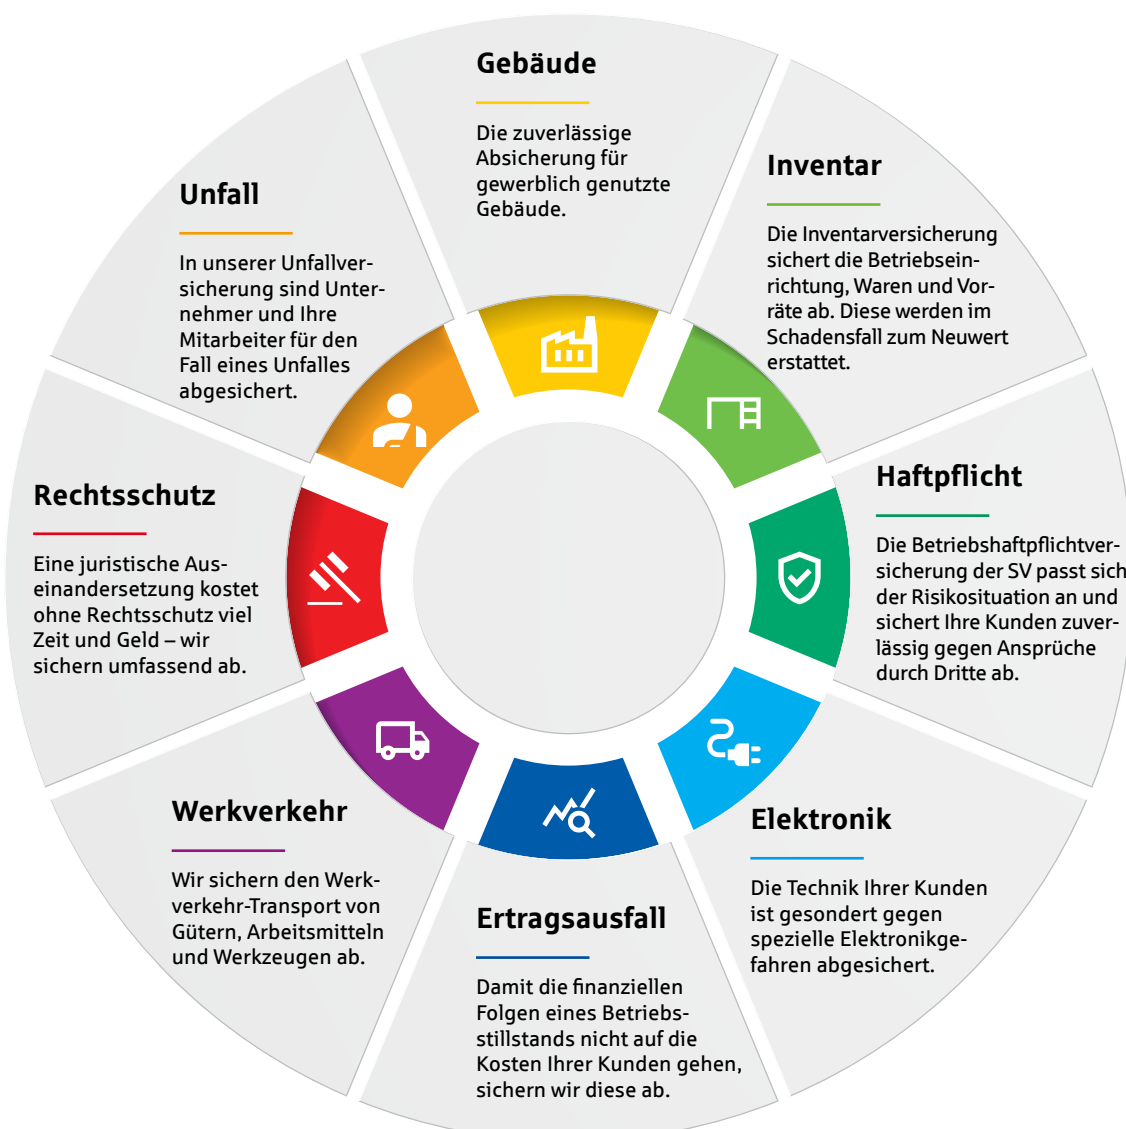 Gebäude
Die zuverlässige
Absicherung für
gewerblich genutzte
Gebäude.
Inventar
Die Inventarversicherung
sichert die Betriebsein-
richtung, Waren und Vor-
räte ab. Diese werden im
Schadensfall zum Neuwert
erstattet.
Haftpflicht
Die Betriebshaftpflichtver-
sicherung der SV passt sich
der Risikosituation an und
sichert Ihre Kunden zuver-
lässig gegen Ansprüche
durch Dritte ab.
Elektronik
Die Technik Ihrer Kunden
ist gesondert gegen
spezielle Elektronikge-
fahren abgesichert.
Ertragsausfall
Damit die finanziellen
Folgen eines Betriebs-
stillstands nicht auf die
Kosten Ihrer Kunden gehen,
sichern wir diese ab.
Werkverkehr
Wir sichern den Werk-
verkehr-Transport von
Gütern, Arbeitsmitteln
und Werkzeugen ab.
Rechtsschutz
Eine juristische Aus-
einandersetzung kostet
ohne Rechtsschutz viel
Zeit und Geld – wir
sichern umfassend ab.
Unfall
In unserer Unfallver-
sicherung sind Unter-
nehmer und Ihre
Mitarbeiter für den
Fall eines Unfalles
abgesichert.